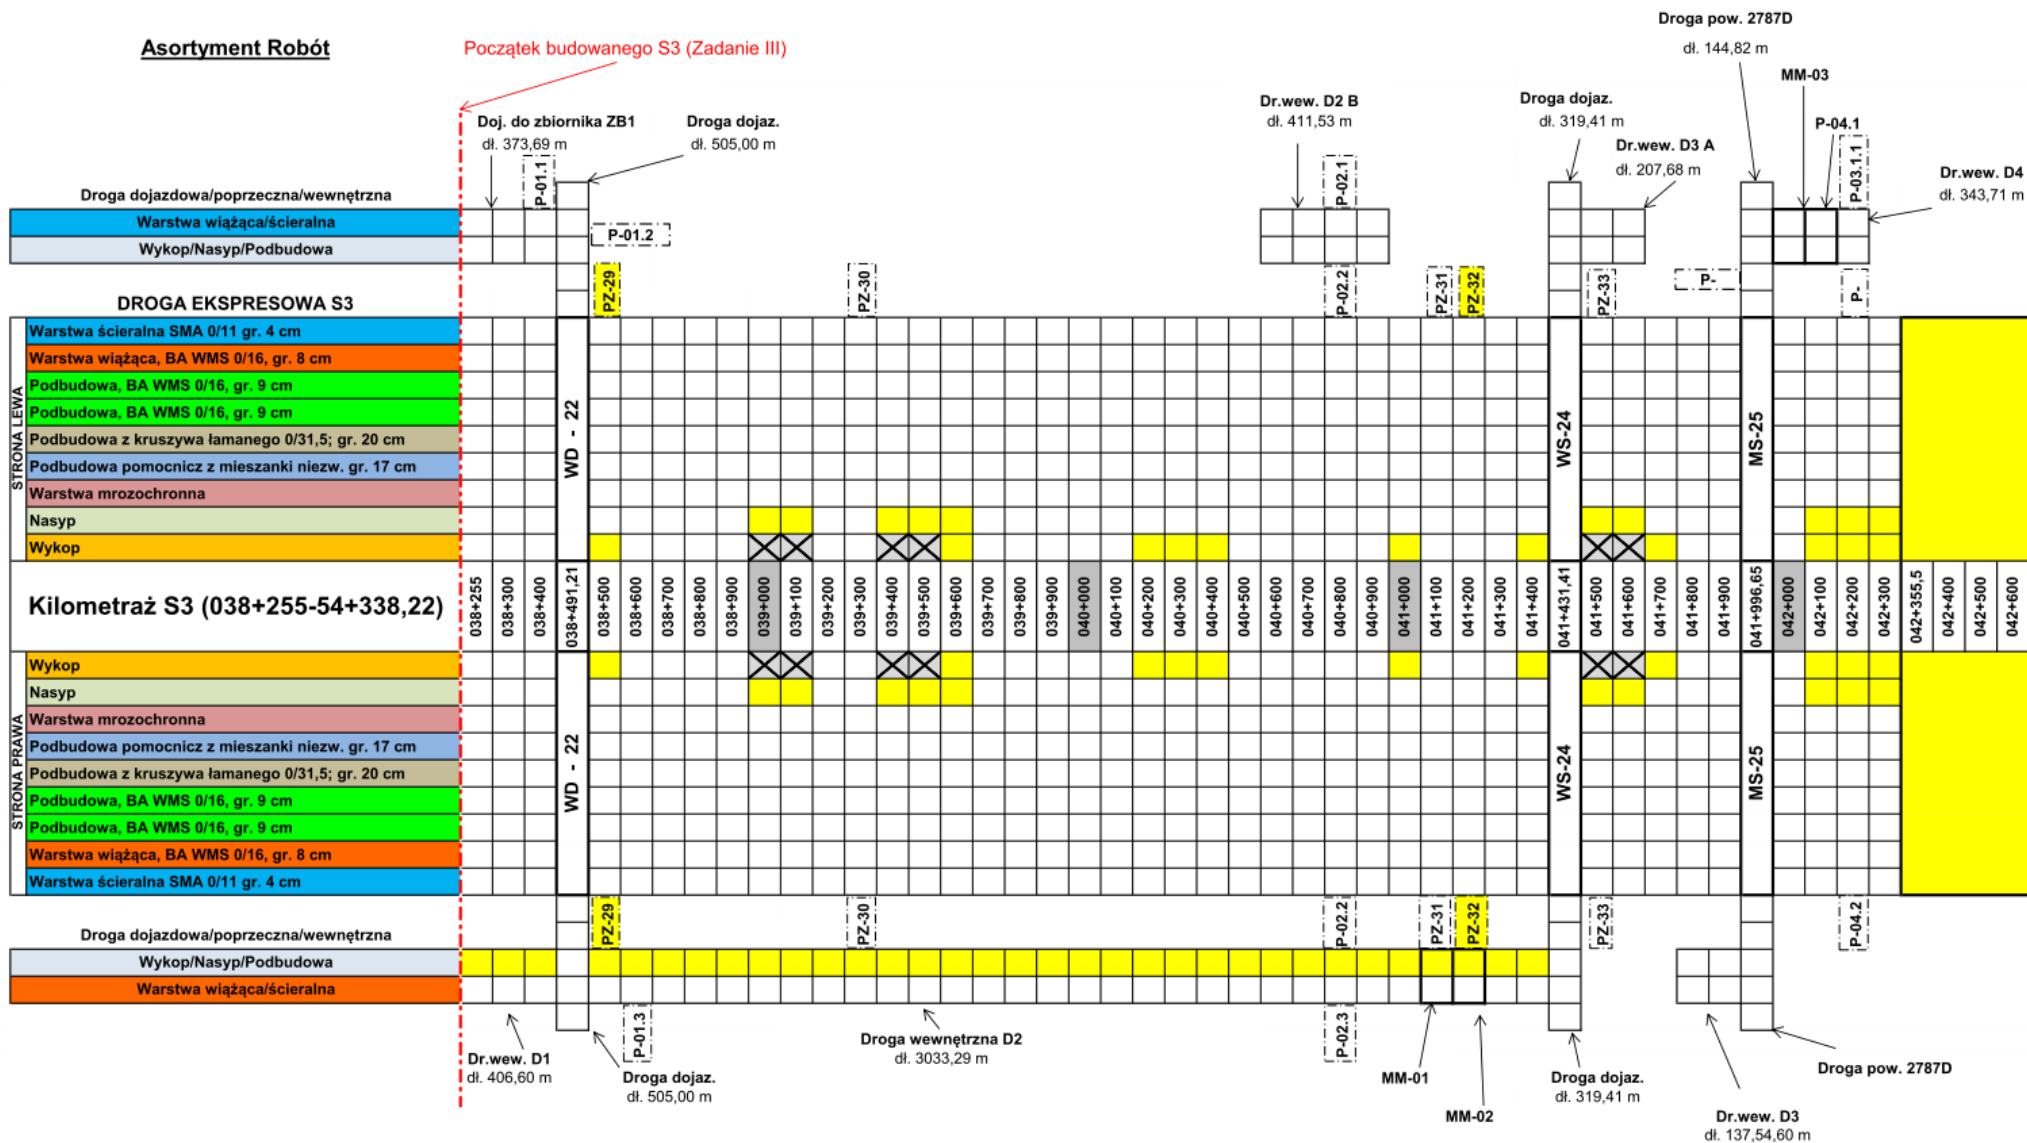 Asortyment Robót
Początek budowanego S3 (Zadanie III)
Droga pow. 2787D
dł. 144,82 m
MM-03
Doj. do zbiornika ZB1
dł. 373,69 m
Droga dojaz.
dł. 505,00 m
Dr.wew. D2 B
dł. 411,53 m
Droga dojaz.
dł. 319,41 m
Dr.wew. D3 A
dł. 207,68 m
P-04.1
Dr.wew. D4
dł. 343,71 m
P-01.1
P-02.1
P-03.1.1
Droga dojazdowa/poprzeczna/wewnętrzna
Warstwa wiążąca/ścieralna
Wykop/Nasyp/Podbudowa
P-01.2
DROGA EKSPRESOWA S3
PZ-29
PZ-30
P-02.2
PZ-31
PZ-32
PZ-33
P-
P-
STRONA LEWA
Warstwa ścieralna SMA 0/11 gr. 4 cm
Warstwa wiążąca, BA WMS 0/16, gr. 8 cm
Podbudowa, BA WMS 0/16, gr. 9 cm
Podbudowa, BA WMS 0/16, gr. 9 cm
Podbudowa z kruszywa łamanego 0/31,5; gr. 20 cm
Podbudowa pomocnicz z mieszanki niezw. gr. 17 cm
Warstwa mrozochronna
Nasyp
Wykop
WD - 22
WS-24
MS-25
Kilometraż S3 (038+255-54+338,22)
038+255
038+300
038+400
038+491,21
038+500
038+600
038+700
038+800
038+900
039+000
039+100
039+200
039+300
039+400
039+500
039+600
039+700
039+800
039+900
040+000
040+100
040+200
040+300
040+400
040+500
040+600
040+700
040+800
040+900
041+000
041+100
041+200
041+300
041+400
041+431,41
041+500
041+600
041+700
041+800
041+900
041+996,65
042+000
042+100
042+200
042+300
042+355,5
042+400
042+500
042+600
STRONA PRAWA
Wykop
Nasyp
Warstwa mrozochronna
Podbudowa pomocnicz z mieszanki niezw. gr. 17 cm
Podbudowa z kruszywa łamanego 0/31,5; gr. 20 cm
Podbudowa, BA WMS 0/16, gr. 9 cm
Podbudowa, BA WMS 0/16, gr. 9 cm
Warstwa wiążąca, BA WMS 0/16, gr. 8 cm
Warstwa ścieralna SMA 0/11 gr. 4 cm
WD - 22
WS-24
MS-25
PZ-29
PZ-30
P-02.2
PZ-31
PZ-32
PZ-33
P-04.2
Droga dojazdowa/poprzeczna/wewnętrzna
Wykop/Nasyp/Podbudowa
Warstwa wiążąca/ścieralna
P-01.3
P-02.3
Dr.wew. D1
dł. 406,60 m
Droga dojaz.
dł. 505,00 m
Droga wewnętrzna D2
dł. 3033,29 m
MM-01
MM-02
Droga dojaz.
dł. 319,41 m
Droga pow. 2787D
Dr.wew. D3
dł. 137,54,60 m